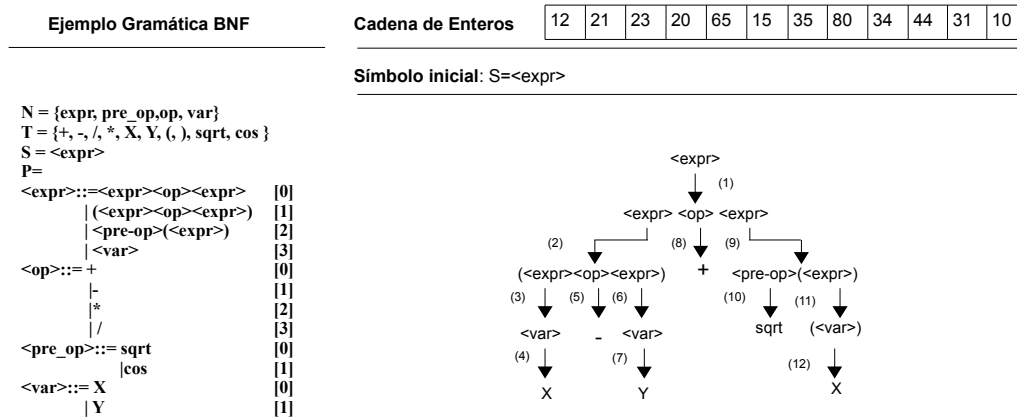 Ejemplo Gramática BNF
Cadena de Enteros 12 21 23 20 65 15 35 80 34 44 31 10
Símbolo inicial: S=<expr>
N = {expr, pre_op,op, var}
T = {+, -, /, *, X, Y, (, ), sqrt, cos }
S = <expr>
P=
<expr>::=<expr><op><expr> [0]
| (<expr><op><expr>) [1]
| <pre-op>(<expr>) [2]
| <var> [3]
<op>::= + [0]
|- [1]
|* [2]
| / [3]
<pre_op>::= sqrt [0]
|cos [1]
<var>::= X [0]
| Y [1]
<expr>
(1)
<expr> <op> <expr>
(2) (8) (9)
(<expr><op><expr>) + <pre-op>(<expr>)
(3) (5) (6) (10) (11)
<var> - <var> sqrt (<var>)
(4) (7) (12)
X Y X